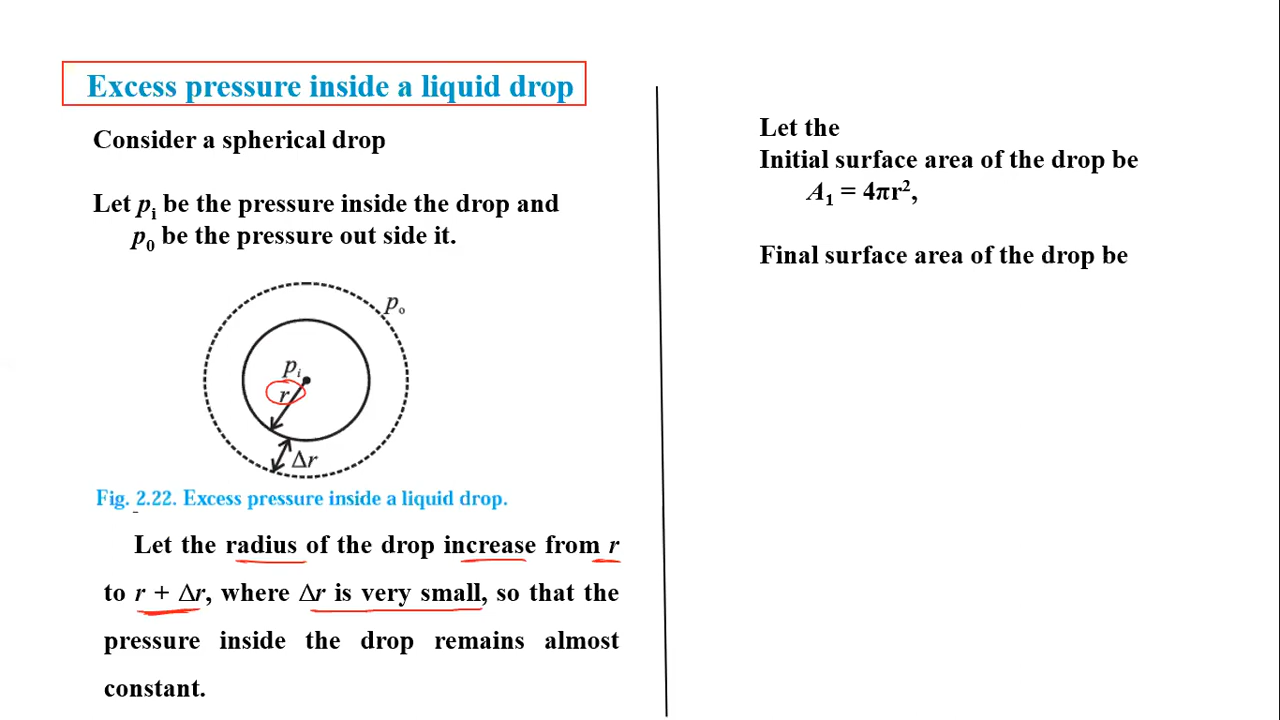 Excess pressure inside a liquid drop
Consider a spherical drop
Let pᵢ be the pressure inside the drop and
p₀ be the pressure out side it.
pₒ
pᵢ
r
Δr
Fig. 2.22. Excess pressure inside a liquid drop.
Let the radius of the drop increase from r
to r + Δr, where Δr is very small, so that the
pressure inside the drop remains almost
constant.
Let the
Initial surface area of the drop be
A₁ = 4πr²,
Final surface area of the drop be